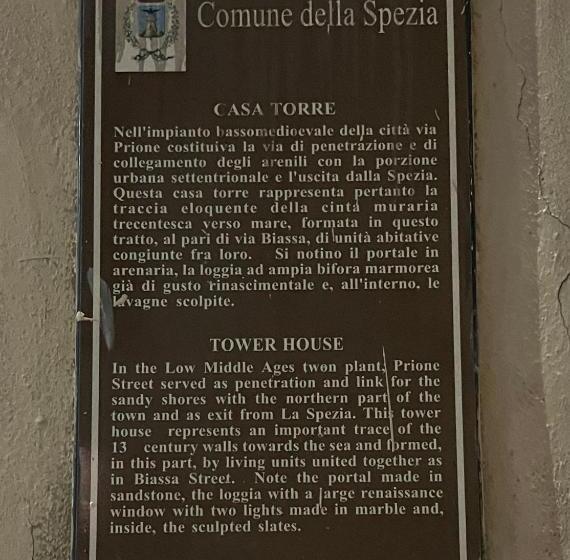 Comune della Spezia
CASA TORRE
Nell'impianto bassomedioevale della città via
Prione costituiva la via di penetrazione e di
collegamento degli arenili con la porzione
urbana settentrionale e l'uscita dalla Spezia.
Questa casa torre rappresenta pertanto la
traccia eloquente della cinta muraria
trecentesca verso mare, formata in questo
tratto, al pari di via Biassa, di unità abitative
congiunte fra loro. Si notino il portale in
arenaria, la loggia ad ampia bifora marmorea
già di gusto rinascimentale e, all'interno, le
lavagne scolpite.
TOWER HOUSE
In the Low Middle Ages twon plant, Prione
Street served as penetration and link for the
sandy shores with the northern part of the
town and as exit from La Spezia. This tower
house represents an important trace of the
13 century walls towards the sea and formed,
in this part, by living units united together as
in Biassa Street. Note the portal made in
sandstone, the loggia with a large renaissance
window with two lights made in marble and,
inside, the sculpted slates.